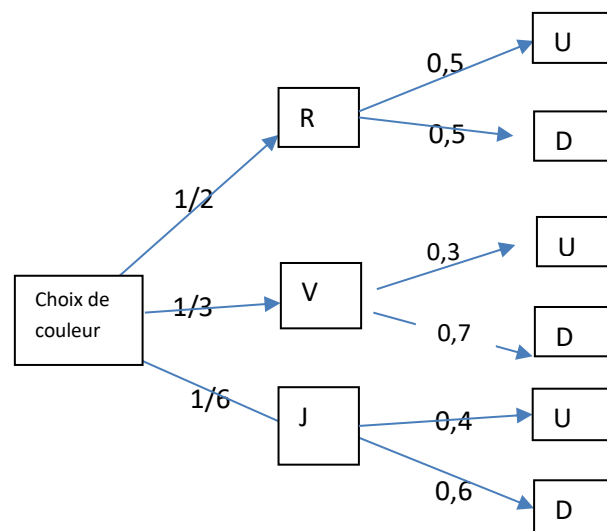 U
0,5
R
0,5
D
1/2
U
0,3
V
Choix de
couleur
1/3
0,7
D
1/6
J
U
0,4
0,6
D